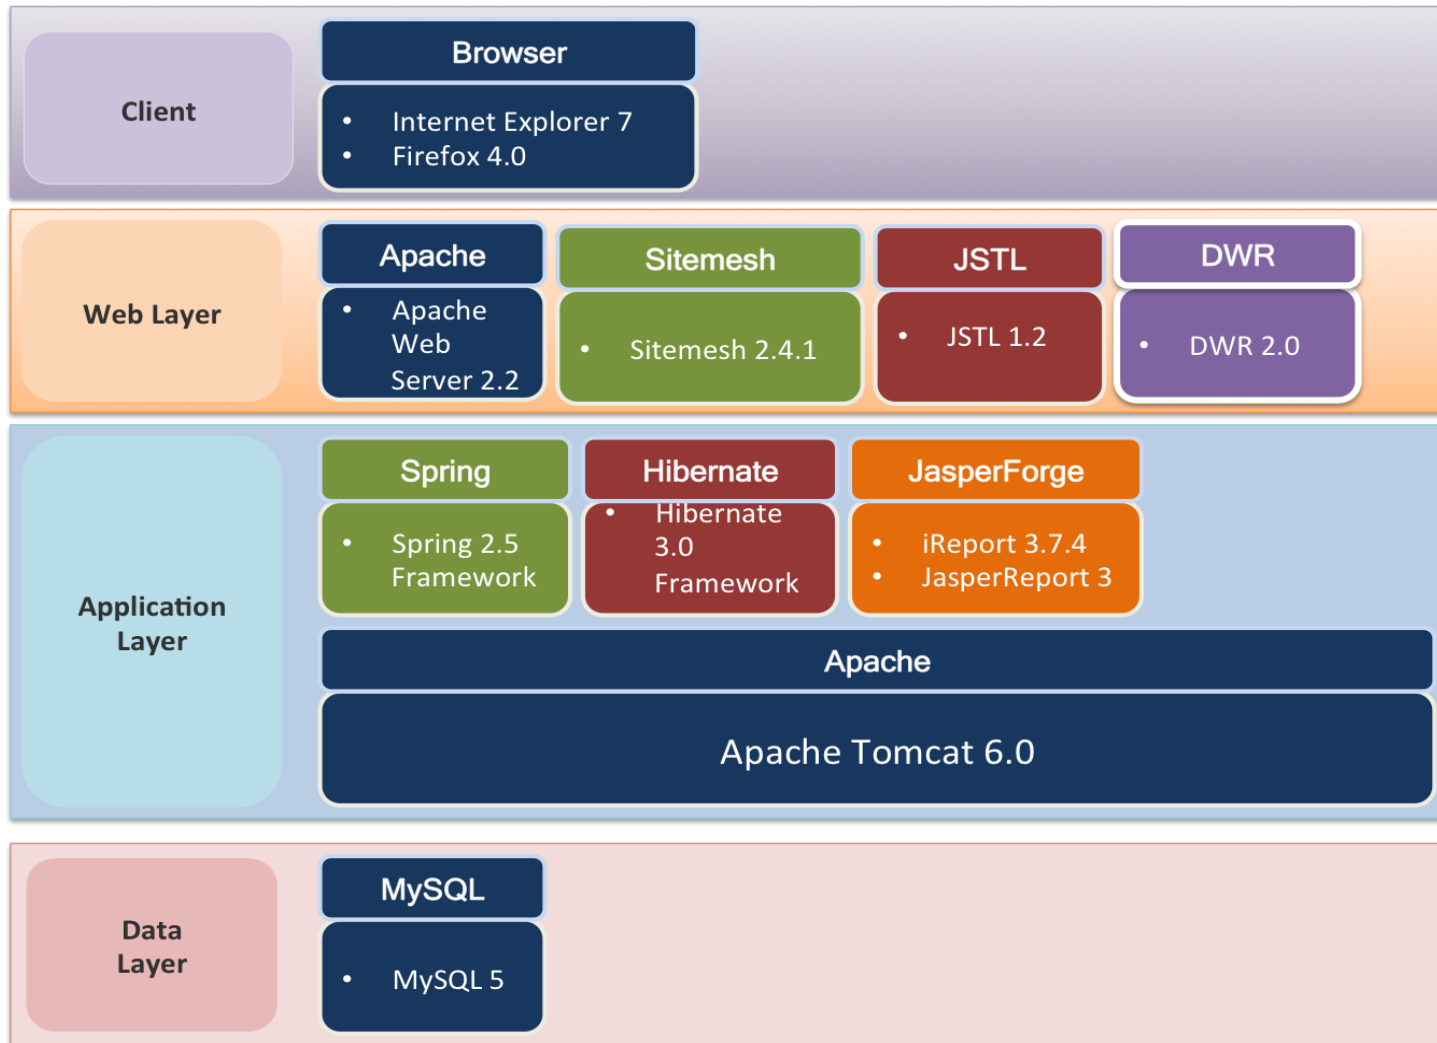 Client
Browser
• Internet Explorer 7
• Firefox 4.0
Web Layer
Apache
• Apache
Web
Server 2.2
Sitemesh
• Sitemesh 2.4.1
JSTL
• JSTL 1.2
DWR
• DWR 2.0
Application
Layer
Spring
• Spring 2.5
Framework
Hibernate
• Hibernate
3.0
Framework
JasperForge
• iReport 3.7.4
• JasperReport 3
Apache
Apache Tomcat 6.0
Data
Layer
MySQL
• MySQL 5